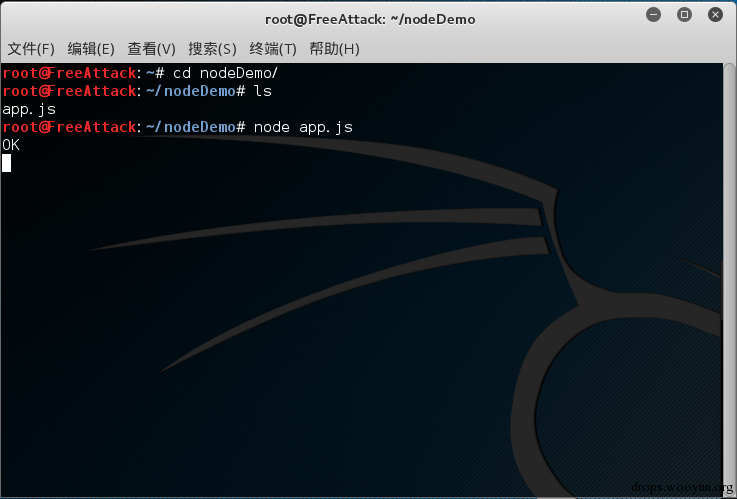 root@FreeAttack: ~/nodeDemo
文件(F) 编辑(E) 查看(V) 搜索(S) 终端(T) 帮助(H)
root@FreeAttack:~# cd nodeDemo/
root@FreeAttack:~/nodeDemo# ls
app.js
root@FreeAttack:~/nodeDemo# node app.js
OK
drops.wooyun.org